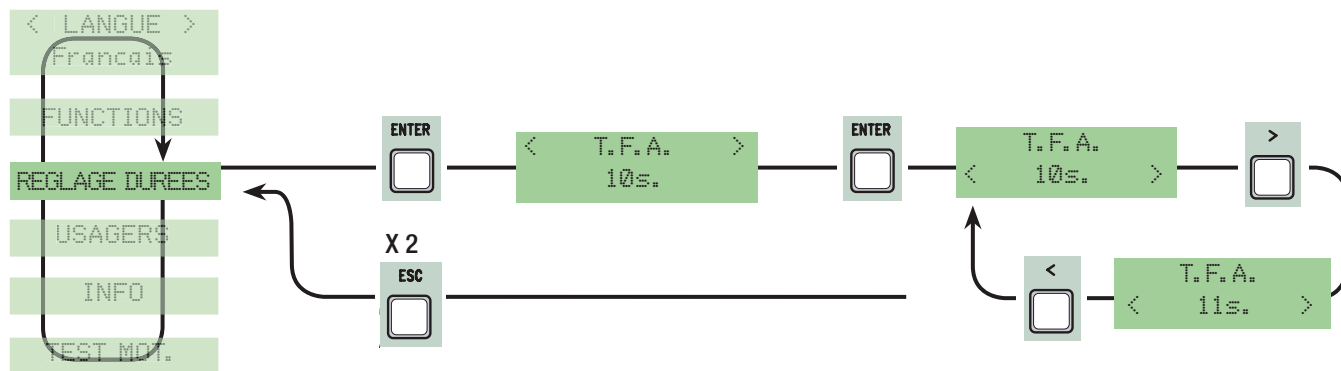 < LANGUE >
Francais
FUNCTIONS
REGLAGE DUREES
USAGERS
INFO
TEST MOT.
ENTER
< T.F.A. >
10s.
ENTER
T.F.A.
< 10s. >
>
X 2
ESC
<
T.F.A.
< 11s. >